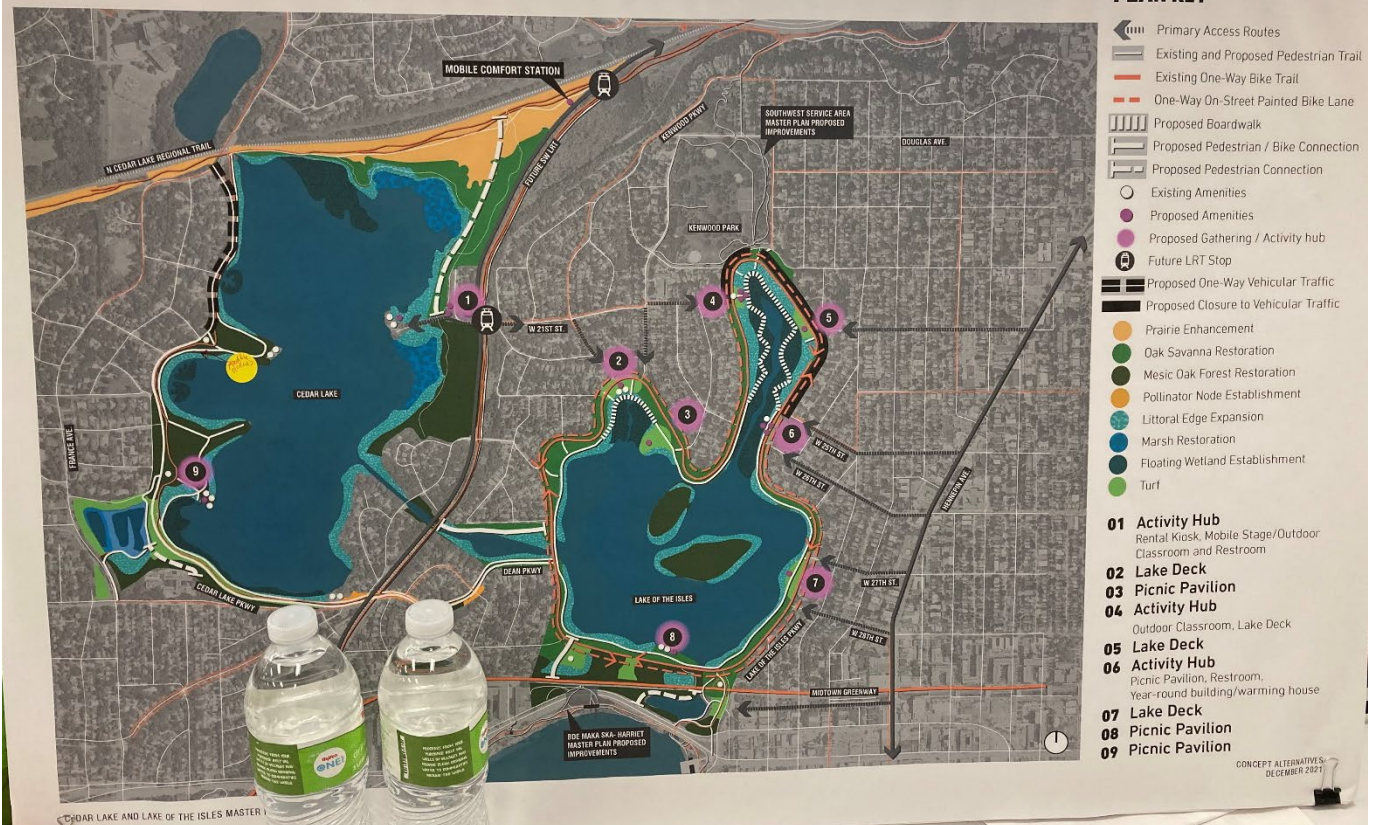 PLAN KEY
Primary Access Routes
Existing and Proposed Pedestrian Trail
Existing One-Way Bike Trail
One-Way On-Street Painted Bike Lane
Proposed Boardwalk
Proposed Pedestrian / Bike Connection
Proposed Pedestrian Connection
Existing Amenities
Proposed Amenities
Proposed Gathering / Activity hub
Future LRT Stop
Proposed One-Way Vehicular Traffic
Proposed Closure to Vehicular Traffic
Prairie Enhancement
Oak Savanna Restoration
Mesic Oak Forest Restoration
Pollinator Node Establishment
Littoral Edge Expansion
Marsh Restoration
Floating Wetland Establishment
Turf
01 Activity Hub
Rental Kiosk, Mobile Stage/Outdoor
Classroom and Restroom
02 Lake Deck
03 Picnic Pavilion
04 Activity Hub
Outdoor Classroom, Lake Deck
05 Lake Deck
06 Activity Hub
Picnic Pavilion, Restroom,
Year-round building/warming house
07 Lake Deck
08 Picnic Pavilion
09 Picnic Pavilion
CONCEPT ALTERNATIVES
DECEMBER 2021
MOBILE COMFORT STATION
SOUTHWEST SERVICE AREA
MASTER PLAN PROPOSED
IMPROVEMENTS
N CEDAR LAKE REGIONAL TRAIL
FUTURE SW LRT
KENWOOD PKWY
DOUGLAS AVE.
KENWOOD PARK
1
W 21ST ST.
4
5
2
3
CEDAR LAKE
6
W 25TH ST.
W 26TH ST.
HENNEPIN AVE.
FRANCE AVE.
9
DEAN PKWY
LAKE OF THE ISLES
7
W 27TH ST.
CEDAR LAKE PKWY
8
LAKE OF THE ISLES PKWY
W 28TH ST.
MIDTOWN GREENWAY
BDE MAKA SKA- HARRIET
MASTER PLAN PROPOSED
IMPROVEMENTS
ONE!
CEDAR LAKE AND LAKE OF THE ISLES MASTER